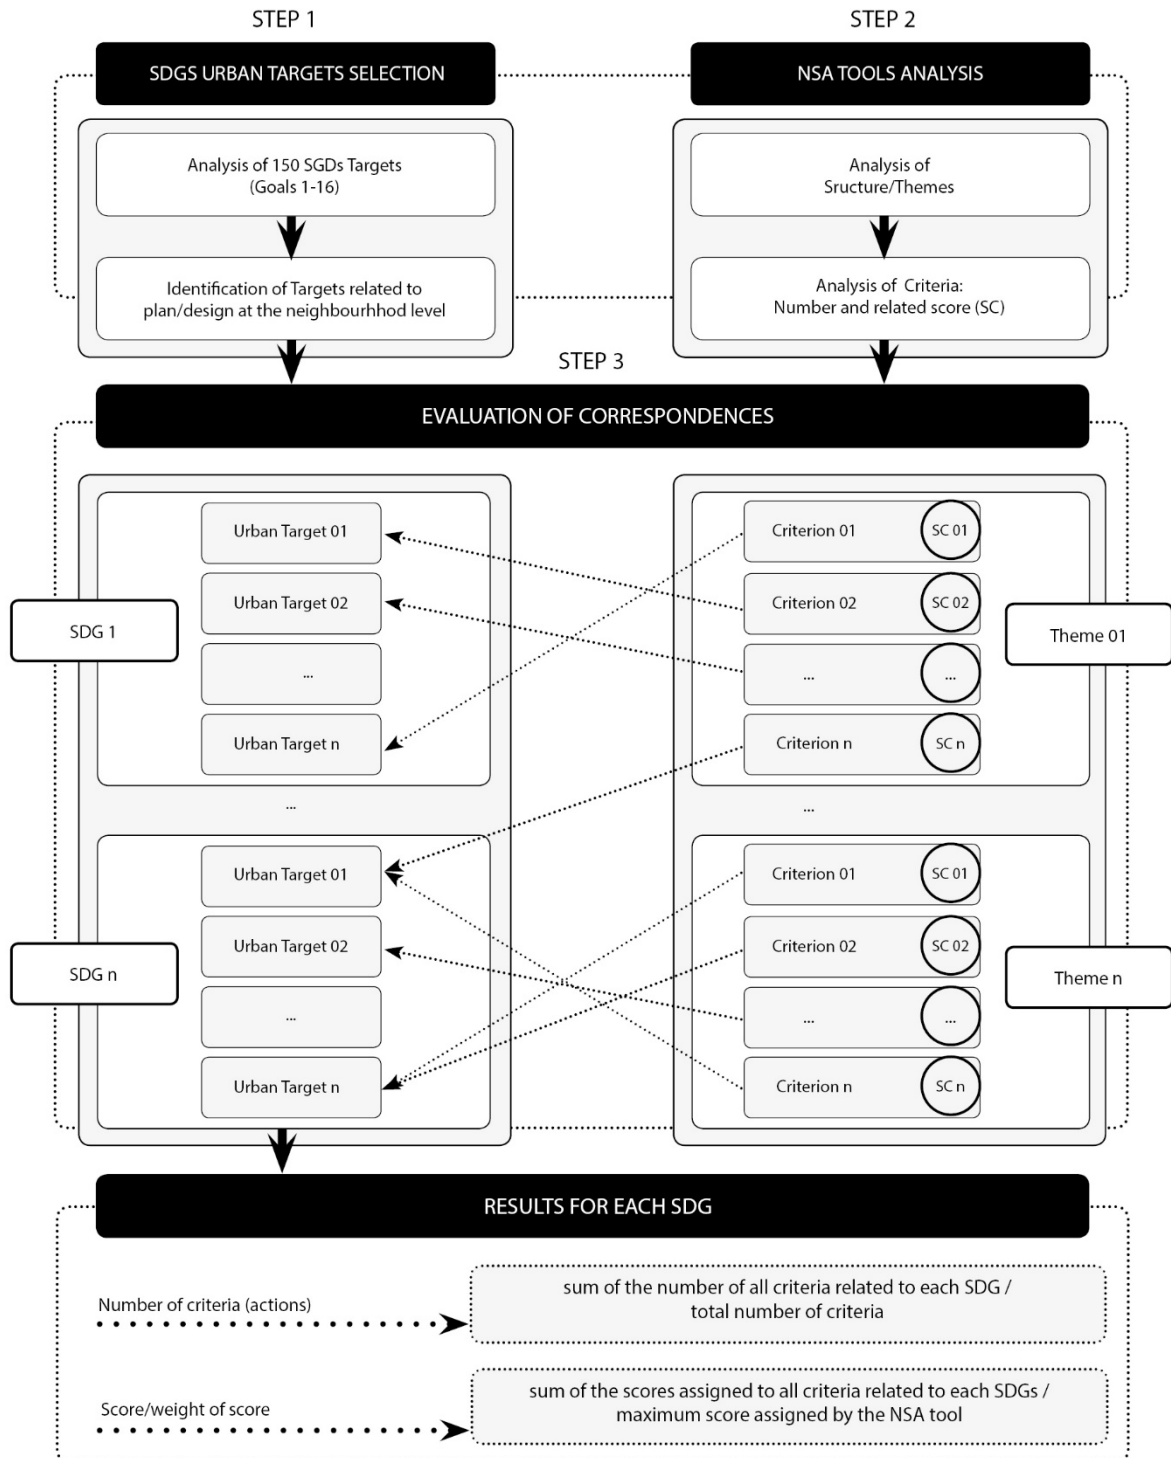 STEP 1
STEP 2
SDGS URBAN TARGETS SELECTION
NSA TOOLS ANALYSIS
Analysis of 150 SGDs Targets
(Goals 1-16)
Analysis of
Sructure/Themes
Identification of Targets related to
plan/design at the neighbourhhod level
Analysis of Criteria:
Number and related score (SC)
STEP 3
EVALUATION OF CORRESPONDENCES
SDG 1
Urban Target 01
Urban Target 02
...
Urban Target n
Criterion 01
SC 01
Criterion 02
SC 02
...
...
Criterion n
SC n
Theme 01
...
...
SDG n
Urban Target 01
Urban Target 02
...
Urban Target n
Criterion 01
SC 01
Criterion 02
SC 02
...
...
Criterion n
SC n
Theme n
RESULTS FOR EACH SDG
Number of criteria (actions)
sum of the number of all criteria related to each SDG /
total number of criteria
Score/weight of score
sum of the scores assigned to all criteria related to each SDGs /
maximum score assigned by the NSA tool